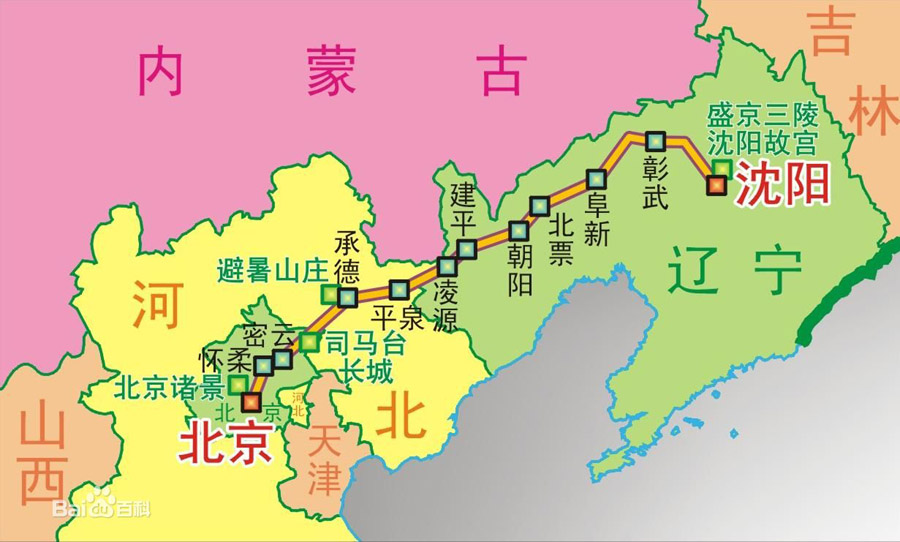 内蒙古
吉林
盛京三陵
沈阳故宫
沈阳
彰武
阜新
北票
朝阳
建平
凌源
平泉
承德
避暑山庄
辽宁
河北
司马台
长城
密云
怀柔
北京诸景
北京
北京
河北
天津
山西
Bai百科